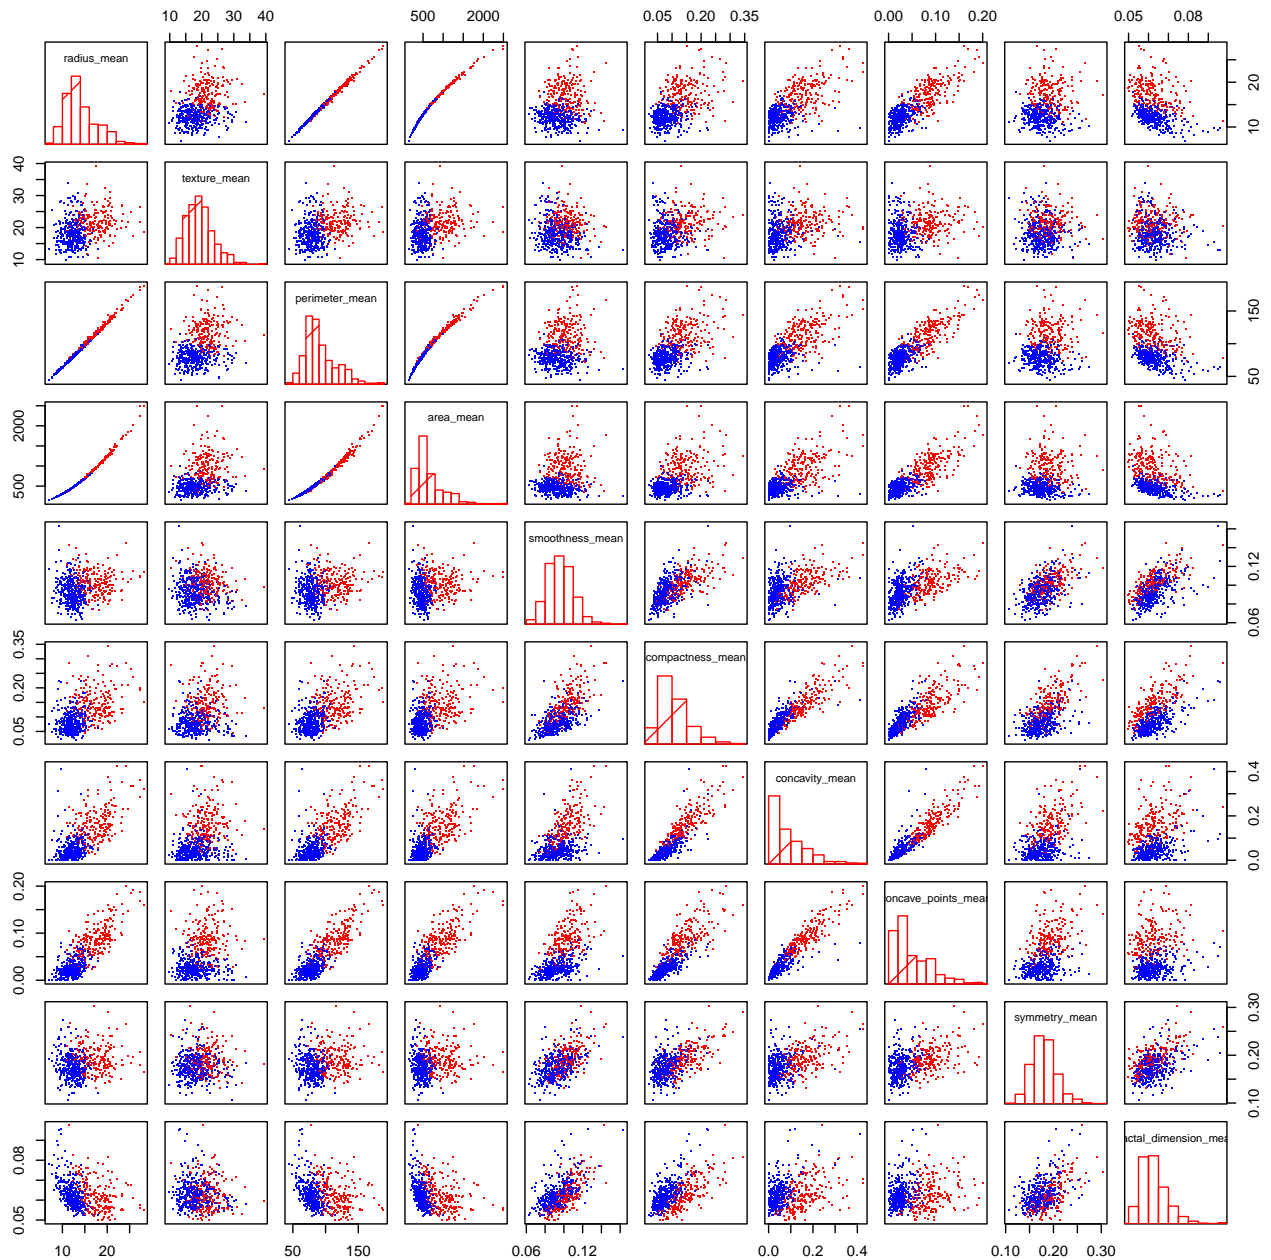 10 20 30 40 500 2000 0.05 0.20 0.35 0.00 0.10 0.20 0.05 0.08
radius_mean
10 20
texture_mean
10 20 30 40
perimeter_mean
50 150
area_mean
500 2000
smoothness_mean
0.06 0.12
compactness_mean
0.05 0.20 0.35
concavity_mean
0.0 0.2 0.4
oncave_points_mea
0.00 0.10 0.20
symmetry_mean
0.10 0.20 0.30
actal_dimension_mea
0.05 0.08
10 20 50 150 0.06 0.12 0.0 0.2 0.4 0.10 0.20 0.30